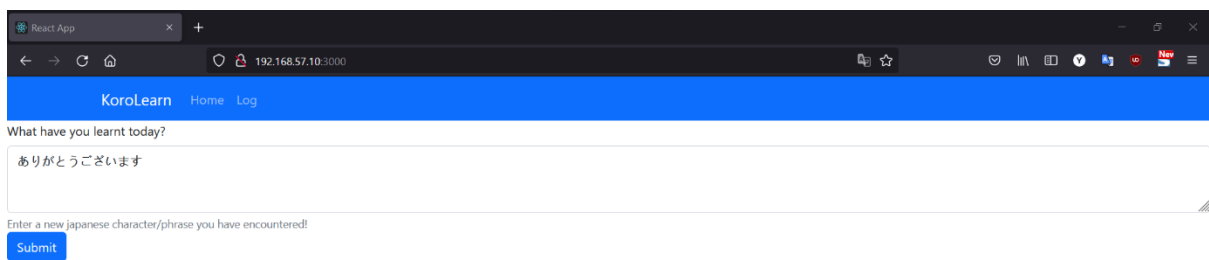 React App
192.168.57.10:3000
New
KoroLearn Home Log
What have you learnt today?
ありがとうございます
Enter a new japanese character/phrase you have encountered!
Submit